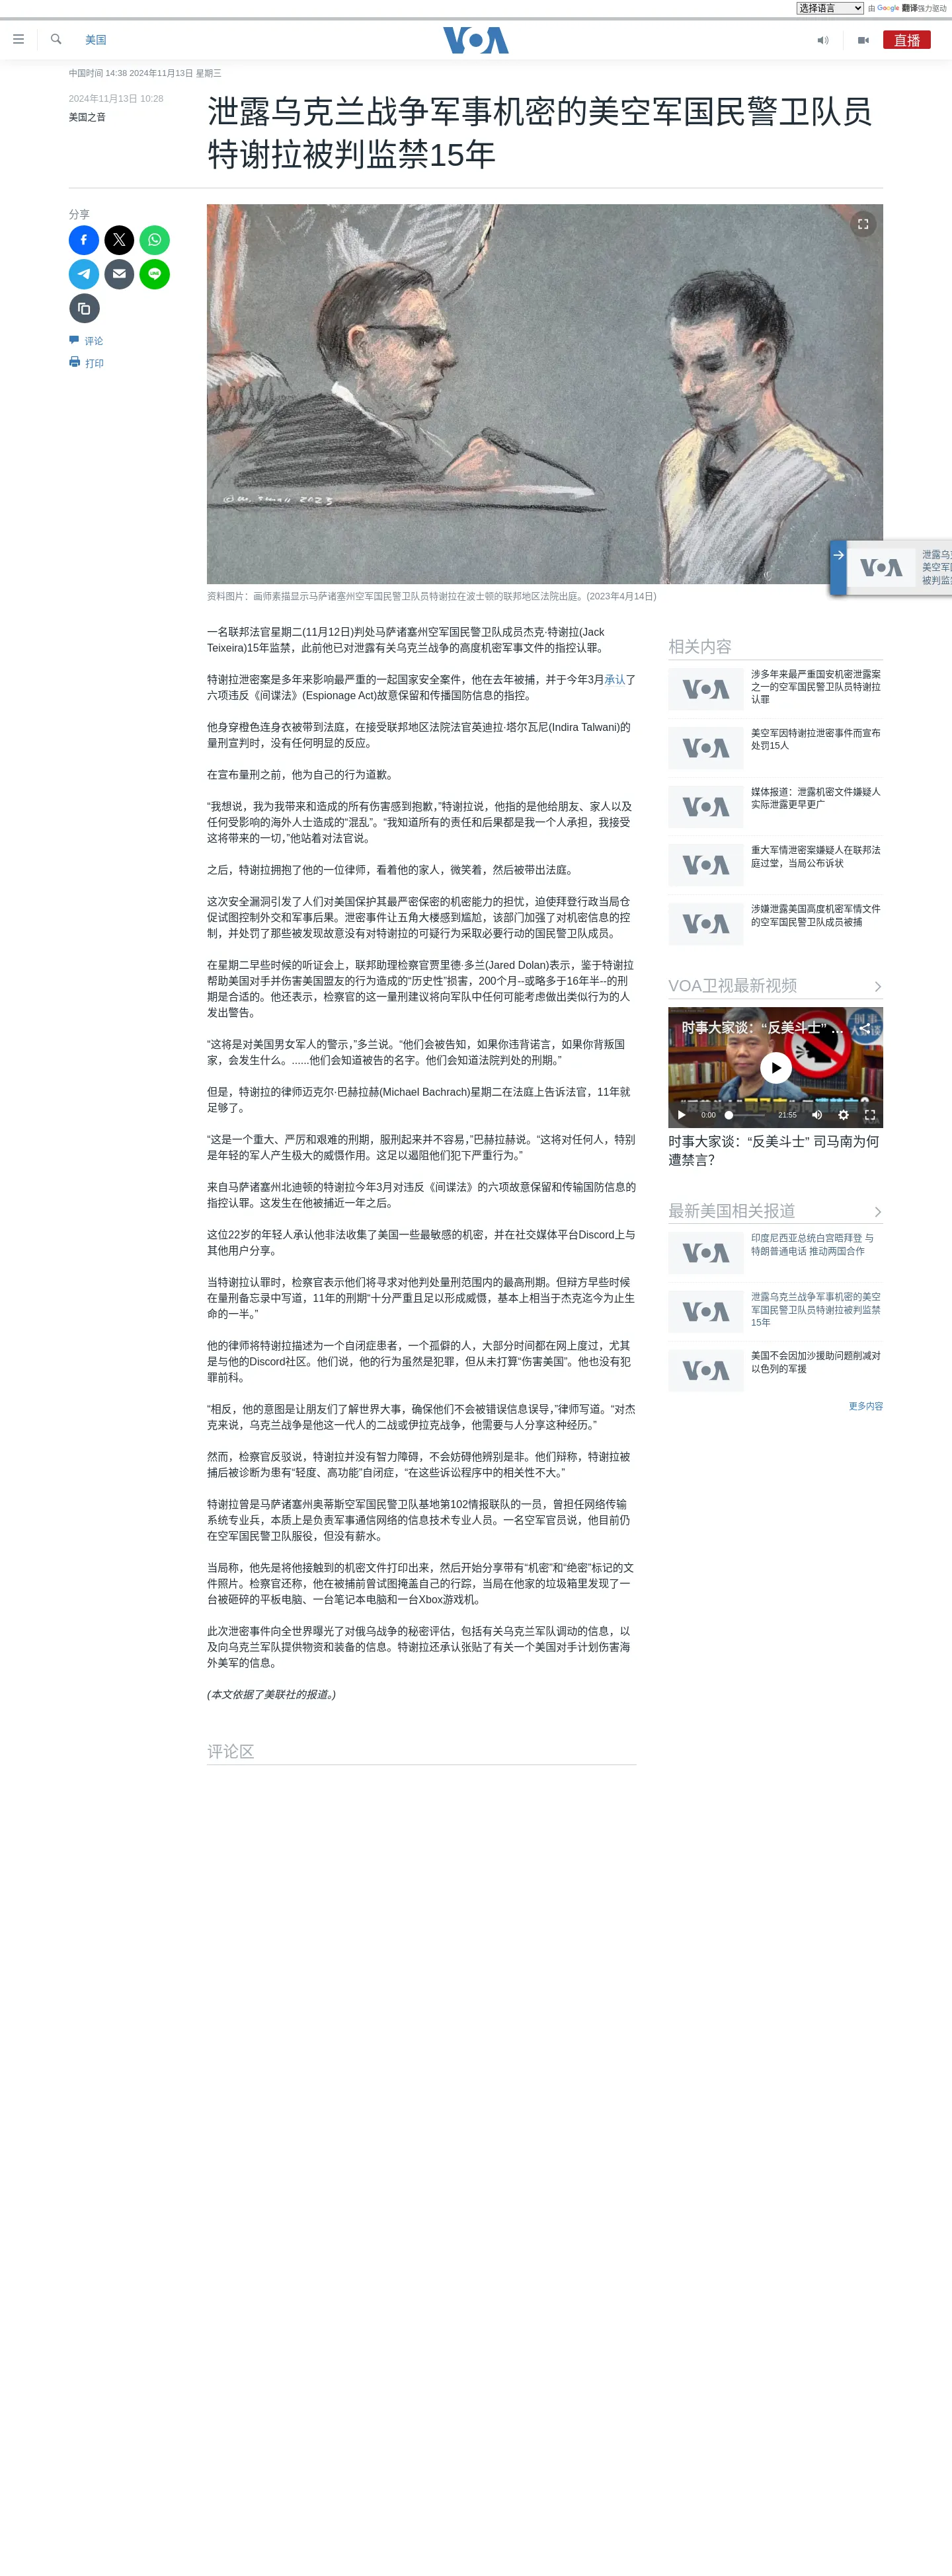 选择语言 由 Google 翻译强力驱动
美国
VOA
直播
中国时间 14:38 2024年11月13日 星期三
2024年11月13日 10:28
美国之音
泄露乌克兰战争军事机密的美空军国民警卫队员
特谢拉被判监禁15年
分享
评论
打印
资料图片：画师素描显示马萨诸塞州空军国民警卫队员特谢拉在波士顿的联邦地区法院出庭。(2023年4月14日)
一名联邦法官星期二(11月12日)判处马萨诸塞州空军国民警卫队成员杰克·特谢拉(Jack
Teixeira)15年监禁，此前他已对泄露有关乌克兰战争的高度机密军事文件的指控认罪。
特谢拉泄密案是多年来影响最严重的一起国家安全案件，他在去年被捕，并于今年3月承认了
六项违反《间谍法》(Espionage Act)故意保留和传播国防信息的指控。
他身穿橙色连身衣被带到法庭，在接受联邦地区法院法官英迪拉·塔尔瓦尼(Indira Talwani)的
量刑宣判时，没有任何明显的反应。
在宣布量刑之前，他为自己的行为道歉。
“我想说，我为我带来和造成的所有伤害感到抱歉，”特谢拉说，他指的是他给朋友、家人以及
任何受影响的海外人士造成的“混乱”。“我知道所有的责任和后果都是我一个人承担，我接受
这将带来的一切，”他站着对法官说。
之后，特谢拉拥抱了他的一位律师，看着他的家人，微笑着，然后被带出法庭。
这次安全漏洞引发了人们对美国保护其最严密保密的机密能力的担忧，迫使拜登行政当局仓
促试图控制外交和军事后果。泄密事件让五角大楼感到尴尬，该部门加强了对机密信息的控
制，并处罚了那些被发现故意没有对特谢拉的可疑行为采取必要行动的国民警卫队成员。
在星期二早些时候的听证会上，联邦助理检察官贾里德·多兰(Jared Dolan)表示，鉴于特谢拉
帮助美国对手并伤害美国盟友的行为造成的“历史性”损害，200个月--或略多于16年半--的刑
期是合适的。他还表示，检察官的这一量刑建议将向军队中任何可能考虑做出类似行为的人
发出警告。
“这将是对美国男女军人的警示，”多兰说。“他们会被告知，如果你违背诺言，如果你背叛国
家，会发生什么。......他们会知道被告的名字。他们会知道法院判处的刑期。”
但是，特谢拉的律师迈克尔·巴赫拉赫(Michael Bachrach)星期二在法庭上告诉法官，11年就
足够了。
“这是一个重大、严厉和艰难的刑期，服刑起来并不容易，”巴赫拉赫说。“这将对任何人，特别
是年轻的军人产生极大的威慑作用。这足以遏阻他们犯下严重行为。”
来自马萨诸塞州北迪顿的特谢拉今年3月对违反《间谍法》的六项故意保留和传输国防信息的
指控认罪。这发生在他被捕近一年之后。
这位22岁的年轻人承认他非法收集了美国一些最敏感的机密，并在社交媒体平台Discord上与
其他用户分享。
当特谢拉认罪时，检察官表示他们将寻求对他判处量刑范围内的最高刑期。但辩方早些时候
在量刑备忘录中写道，11年的刑期“十分严重且足以形成威慑，基本上相当于杰克迄今为止生
命的一半。”
他的律师将特谢拉描述为一个自闭症患者，一个孤僻的人，大部分时间都在网上度过，尤其
是与他的Discord社区。他们说，他的行为虽然是犯罪，但从未打算“伤害美国”。他也没有犯
罪前科。
“相反，他的意图是让朋友们了解世界大事，确保他们不会被错误信息误导，”律师写道。“对杰
克来说，乌克兰战争是他这一代人的二战或伊拉克战争，他需要与人分享这种经历。”
然而，检察官反驳说，特谢拉并没有智力障碍，不会妨碍他辨别是非。他们辩称，特谢拉被
捕后被诊断为患有“轻度、高功能”自闭症，“在这些诉讼程序中的相关性不大。”
特谢拉曾是马萨诸塞州奥蒂斯空军国民警卫队基地第102情报联队的一员，曾担任网络传输
系统专业兵，本质上是负责军事通信网络的信息技术专业人员。一名空军官员说，他目前仍
在空军国民警卫队服役，但没有薪水。
当局称，他先是将他接触到的机密文件打印出来，然后开始分享带有“机密”和“绝密”标记的文
件照片。检察官还称，他在被捕前曾试图掩盖自己的行踪，当局在他家的垃圾箱里发现了一
台被砸碎的平板电脑、一台笔记本电脑和一台Xbox游戏机。
此次泄密事件向全世界曝光了对俄乌战争的秘密评估，包括有关乌克兰军队调动的信息，以
及向乌克兰军队提供物资和装备的信息。特谢拉还承认张贴了有关一个美国对手计划伤害海
外美军的信息。
(本文依据了美联社的报道。)
评论区
相关内容
涉多年来最严重国安机密泄露案
之一的空军国民警卫队员特谢拉
认罪
美空军因特谢拉泄密事件而宣布
处罚15人
媒体报道：泄露机密文件嫌疑人
实际泄露更早更广
重大军情泄密案嫌疑人在联邦法
庭过堂，当局公布诉状
涉嫌泄露美国高度机密军情文件
的空军国民警卫队成员被捕
VOA卫视最新视频
时事大家谈：“反美斗士” ...
0:00 21:55
时事大家谈：“反美斗士” 司马南为何
遭禁言？
最新美国相关报道
印度尼西亚总统白宫晤拜登 与
特朗普通电话 推动两国合作
泄露乌克兰战争军事机密的美空
军国民警卫队员特谢拉被判监禁
15年
美国不会因加沙援助问题削减对
以色列的军援
更多内容